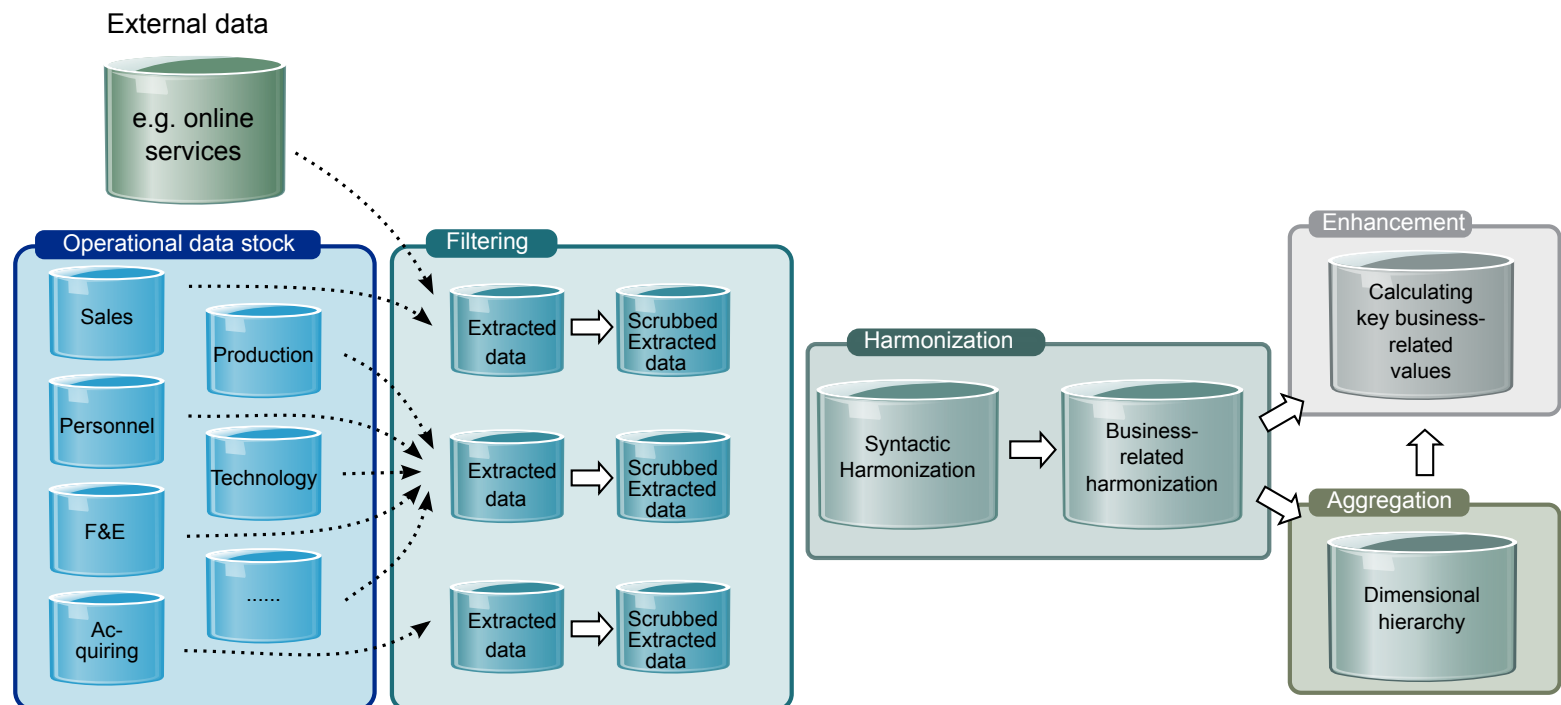 External data
e.g. online
services
Operational data stock
Sales
Production
Personnel
Technology
F&E
......
Ac-
quiring
Filtering
Extracted
data
Scrubbed
Extracted
data
Extracted
data
Scrubbed
Extracted
data
Extracted
data
Scrubbed
Extracted
data
Harmonization
Syntactic
Harmonization
Business-
related
harmonization
Enhancement
Calculating
key business-
related
values
Aggregation
Dimensional
hierarchy